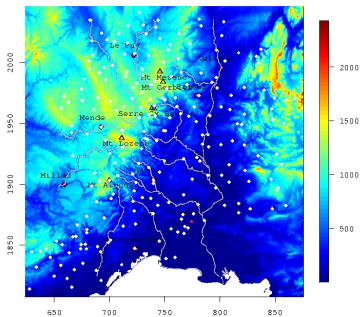 Le Puy
Mt Mezenc
Mt Gerbier
Serre
Mende
Mt Lozere
Millau
Mt Aigoual
2000
1950
1900
1850
650
700
750
800
850
2000
1500
1000
500